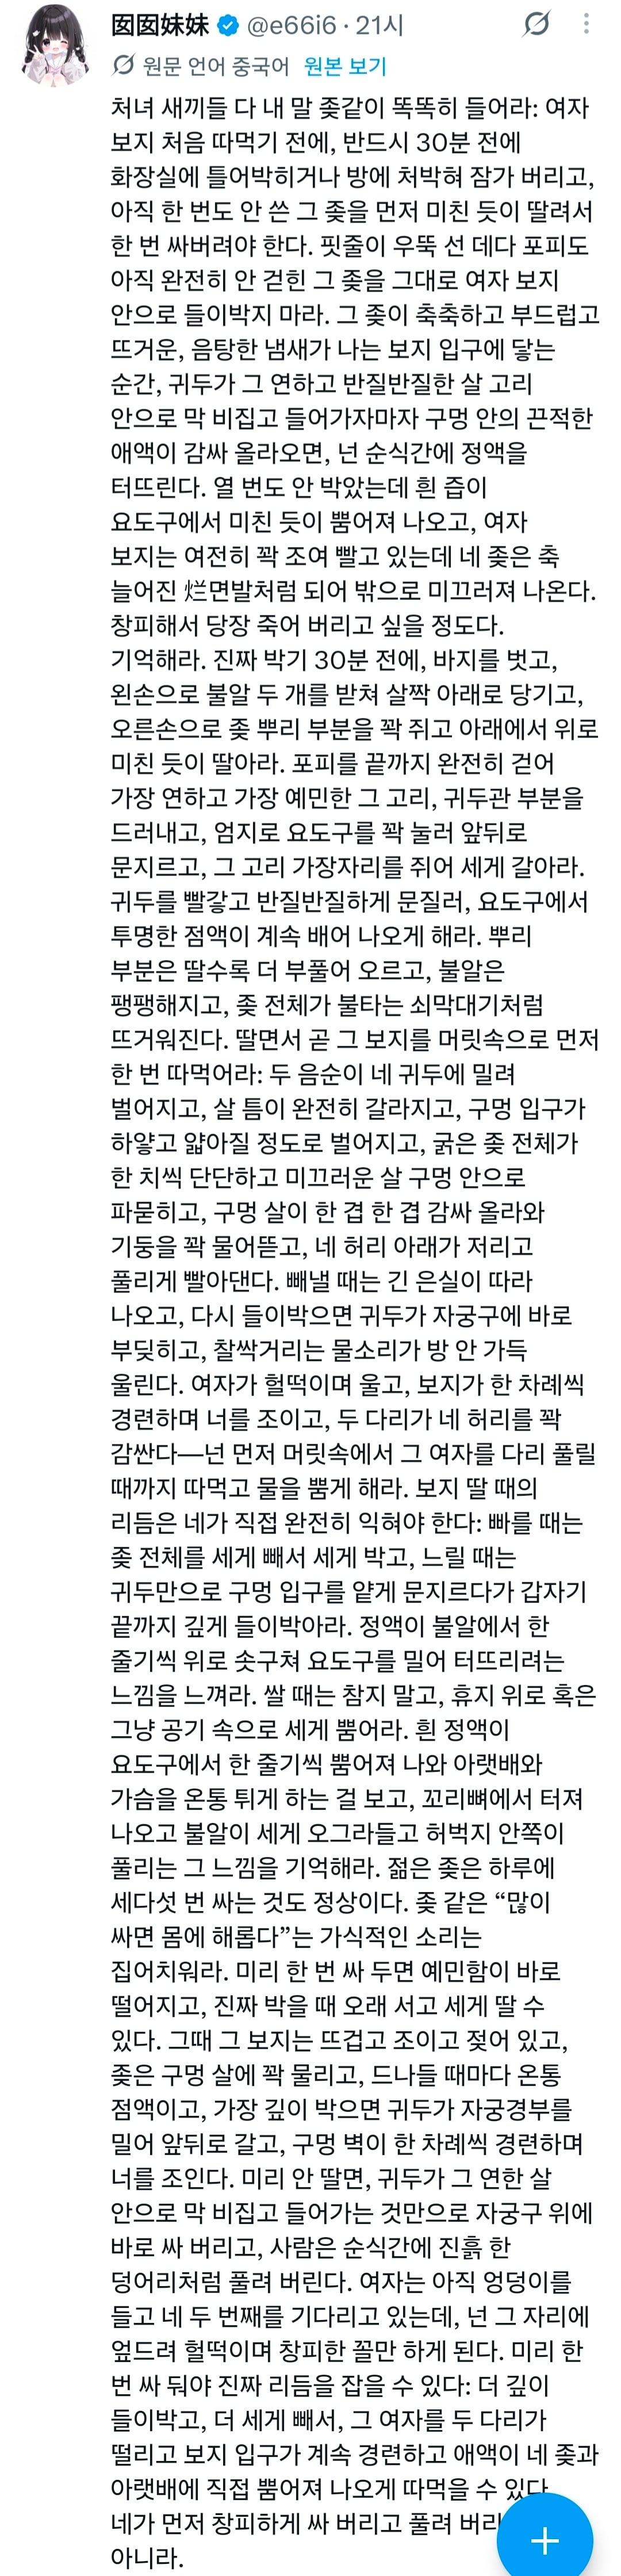 囡囡妹妹 @e66i6 · 21시
원문 언어 중국어 원본 보기
처녀 새끼들 다 내 말 좆같이 똑똑히 들어라: 여자
보지 처음 따먹기 전에, 반드시 30분 전에
화장실에 틀어박히거나 방에 처박혀 잠가 버리고,
아직 한 번도 안 쓴 그 좆을 먼저 미친 듯이 딸려서
한 번 싸버려야 한다. 핏줄이 우뚝 선 데다 포피도
아직 완전히 안 걷힌 그 좆을 그대로 여자 보지
안으로 들이박지 마라. 그 좆이 축축하고 부드럽고
뜨거운, 음탕한 냄새가 나는 보지 입구에 닿는
순간, 귀두가 그 연하고 반질반질한 살 고리
안으로 막 비집고 들어가자마자 구멍 안의 끈적한
애액이 감싸 올라오면, 넌 순식간에 정액을
터뜨린다. 열 번도 안 박았는데 흰 즙이
요도구에서 미친 듯이 뿜어져 나오고, 여자
보지는 여전히 꽉 조여 빨고 있는데 네 좆은 축
늘어진 烂면발처럼 되어 밖으로 미끄러져 나온다.
창피해서 당장 죽어 버리고 싶을 정도다.
기억해라. 진짜 박기 30분 전에, 바지를 벗고,
왼손으로 불알 두 개를 받쳐 살짝 아래로 당기고,
오른손으로 좆 뿌리 부분을 꽉 쥐고 아래에서 위로
미친 듯이 딸아라. 포피를 끝까지 완전히 걷어
가장 연하고 가장 예민한 그 고리, 귀두관 부분을
드러내고, 엄지로 요도구를 꽉 눌러 앞뒤로
문지르고, 그 고리 가장자리를 쥐어 세게 갈아라.
귀두를 빨갛고 반질반질하게 문질러, 요도구에서
투명한 점액이 계속 배어 나오게 해라. 뿌리
부분은 딸수록 더 부풀어 오르고, 불알은
팽팽해지고, 좆 전체가 불타는 쇠막대기처럼
뜨거워진다. 딸면서 곧 그 보지를 머릿속으로 먼저
한 번 따먹어라: 두 음순이 네 귀두에 밀려
벌어지고, 살 틈이 완전히 갈라지고, 구멍 입구가
하얗고 얇아질 정도로 벌어지고, 굵은 좆 전체가
한 치씩 단단하고 미끄러운 살 구멍 안으로
파묻히고, 구멍 살이 한 겹 한 겹 감싸 올라와
기둥을 꽉 물어뜯고, 네 허리 아래가 저리고
풀리게 빨아댄다. 빼낼 때는 긴 은실이 따라
나오고, 다시 들이박으면 귀두가 자궁구에 바로
부딪히고, 찰싹거리는 물소리가 방 안 가득
울린다. 여자가 헐떡이며 울고, 보지가 한 차례씩
경련하며 너를 조이고, 두 다리가 네 허리를 꽉
감싼다—넌 먼저 머릿속에서 그 여자를 다리 풀릴
때까지 따먹고 물을 뿜게 해라. 보지 딸 때의
리듬은 네가 직접 완전히 익혀야 한다: 빠를 때는
좆 전체를 세게 빼서 세게 박고, 느릴 때는
귀두만으로 구멍 입구를 얕게 문지르다가 갑자기
끝까지 깊게 들이박아라. 정액이 불알에서 한
줄기씩 위로 솟구쳐 요도구를 밀어 터뜨리려는
느낌을 느껴라. 쌀 때는 참지 말고, 휴지 위로 혹은
그냥 공기 속으로 세게 뿜어라. 흰 정액이
요도구에서 한 줄기씩 뿜어져 나와 아랫배와
가슴을 온통 튀게 하는 걸 보고, 꼬리뼈에서 터져
나오고 불알이 세게 오그라들고 허벅지 안쪽이
풀리는 그 느낌을 기억해라. 젊은 좆은 하루에
세다섯 번 싸는 것도 정상이다. 좆 같은 “많이
싸면 몸에 해롭다”는 가식적인 소리는
집어치워라. 미리 한 번 싸 두면 예민함이 바로
떨어지고, 진짜 박을 때 오래 서고 세게 딸 수
있다. 그때 그 보지는 뜨겁고 조이고 젖어 있고,
좆은 구멍 살에 꽉 물리고, 드나들 때마다 온통
점액이고, 가장 깊이 박으면 귀두가 자궁경부를
밀어 앞뒤로 갈고, 구멍 벽이 한 차례씩 경련하며
너를 조인다. 미리 안 딸면, 귀두가 그 연한 살
안으로 막 비집고 들어가는 것만으로 자궁구 위에
바로 싸 버리고, 사람은 순식간에 진흙 한
덩어리처럼 풀려 버린다. 여자는 아직 엉덩이를
들고 네 두 번째를 기다리고 있는데, 넌 그 자리에
엎드려 헐떡이며 창피한 꼴만 하게 된다. 미리 한
번 싸 둬야 진짜 리듬을 잡을 수 있다: 더 깊이
들이박고, 더 세게 빼서, 그 여자를 두 다리가
떨리고 보지 입구가 계속 경련하고 애액이 네 좆과
아랫배에 직접 뿜어져 나오게 따먹을 수 있다
네가 먼저 창피하게 싸 버리고 풀려 버리
아니라.